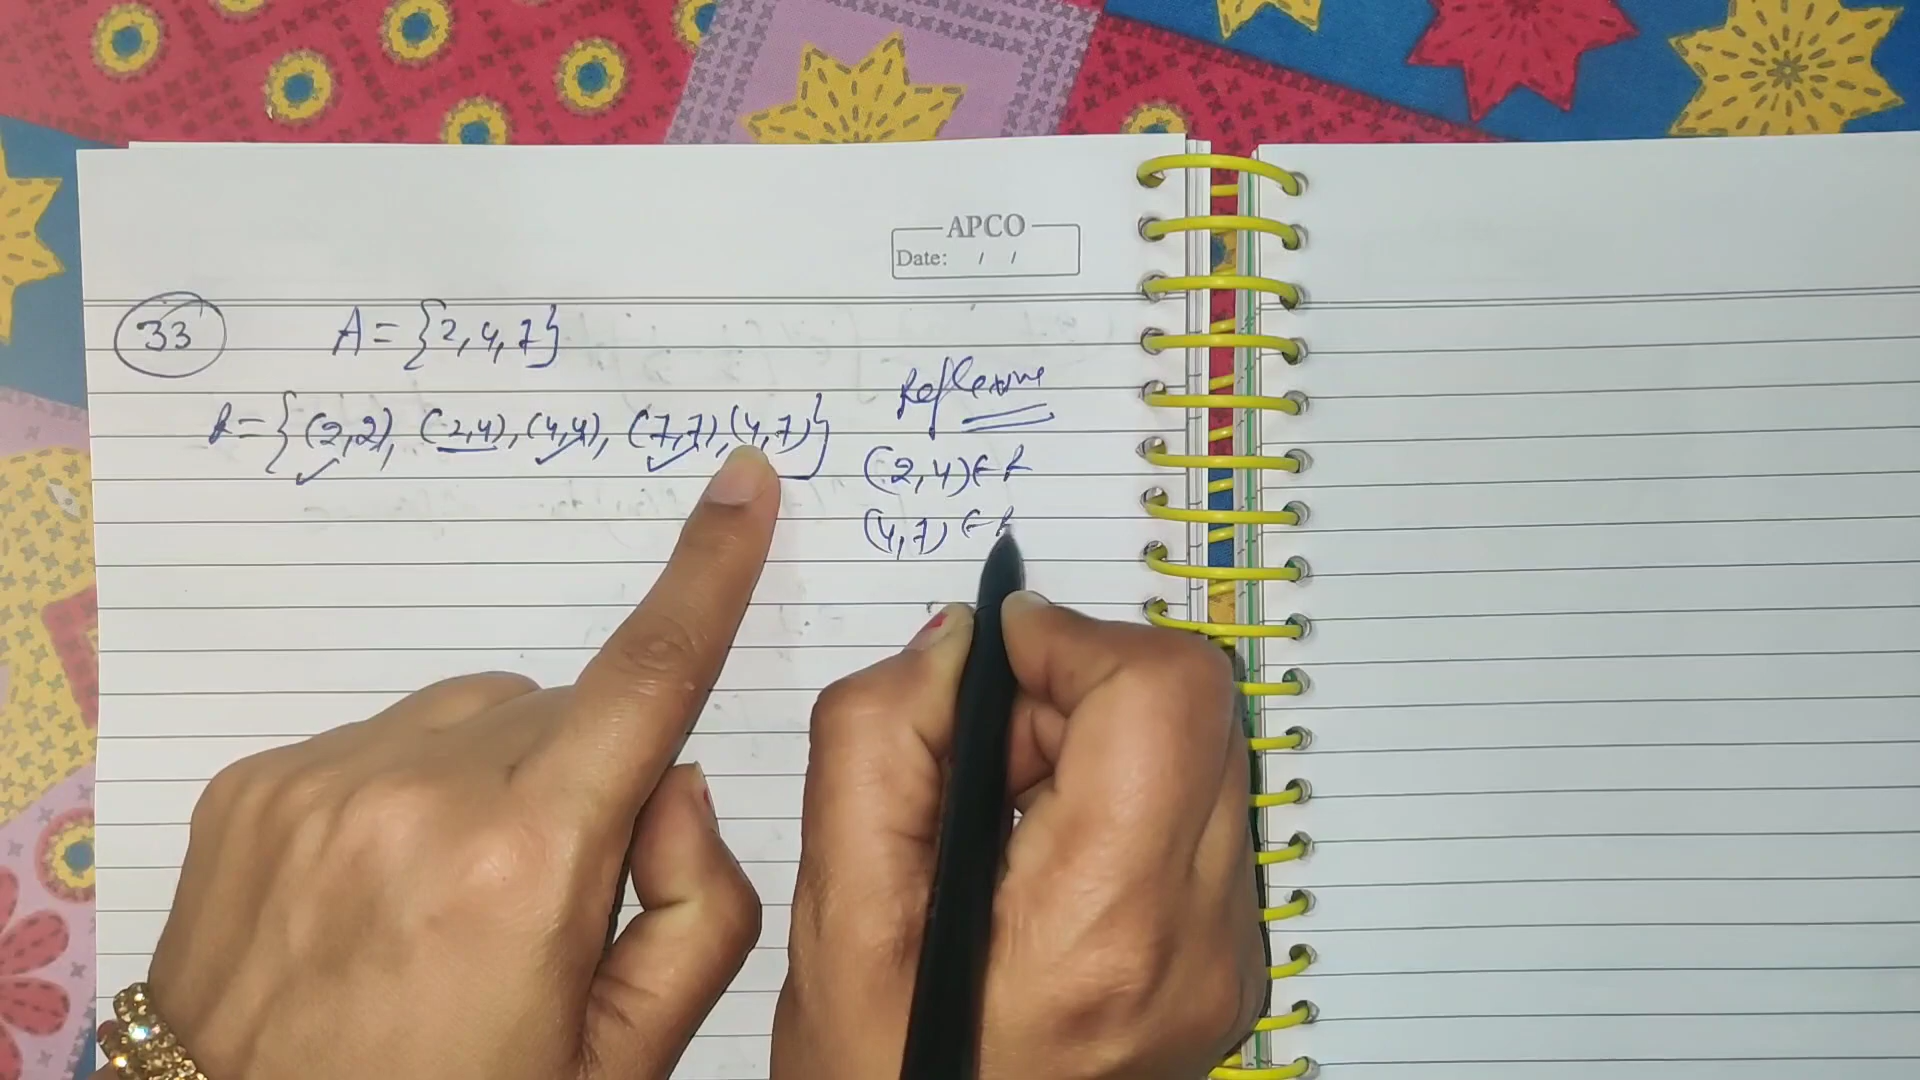 APCO
Date: / /
33 A = {2,4,7}
R = {(2,2), (2,4), (4,4), (7,7), (4,7)}
Reflexive
(2,4) ∈ R
(4,7) ∈ R